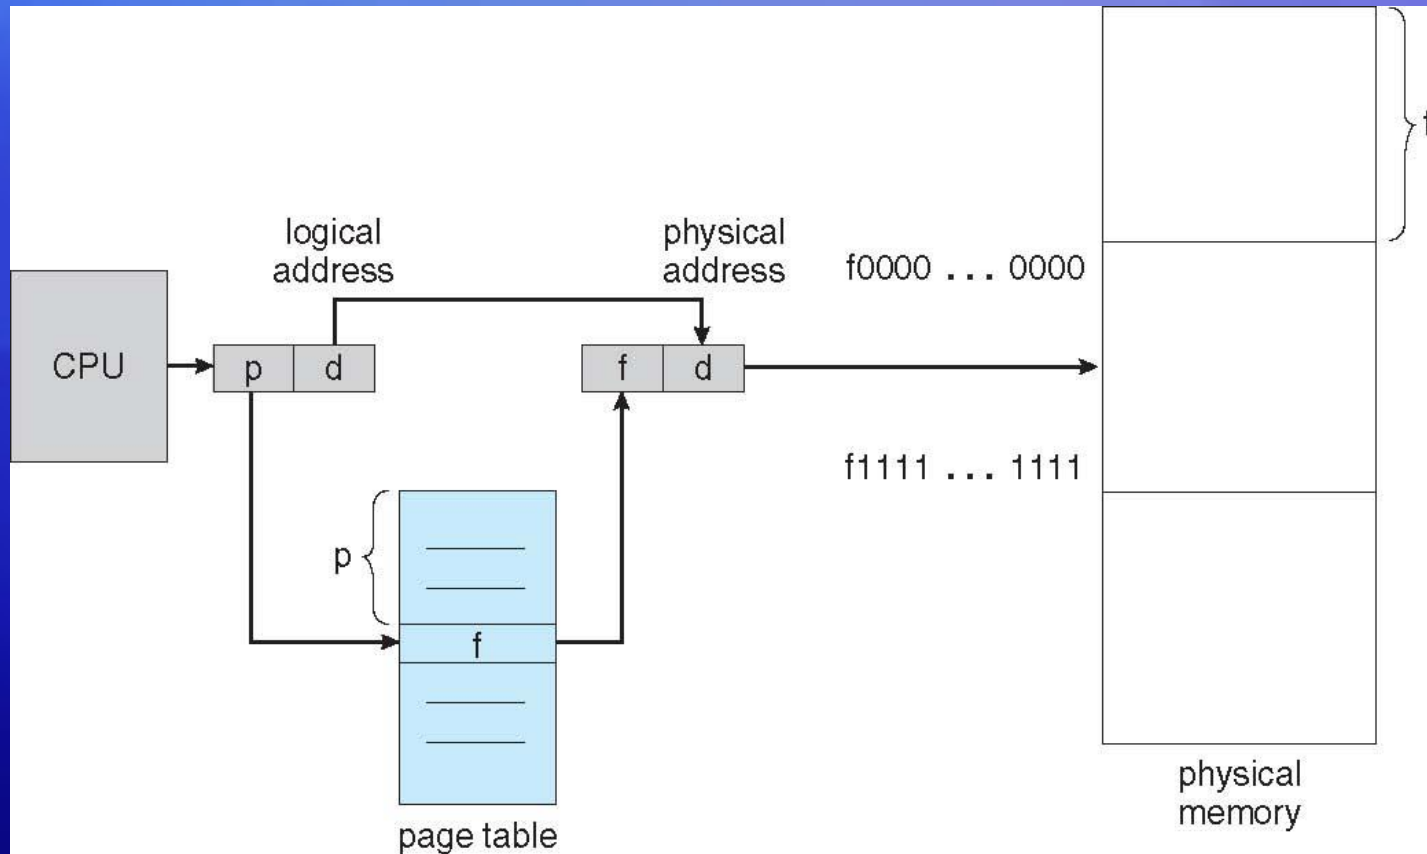 f
logical
address
physical
address
f0000 ... 0000
CPU
p
d
f
d
f1111 ... 1111
p
f
physical
memory
page table